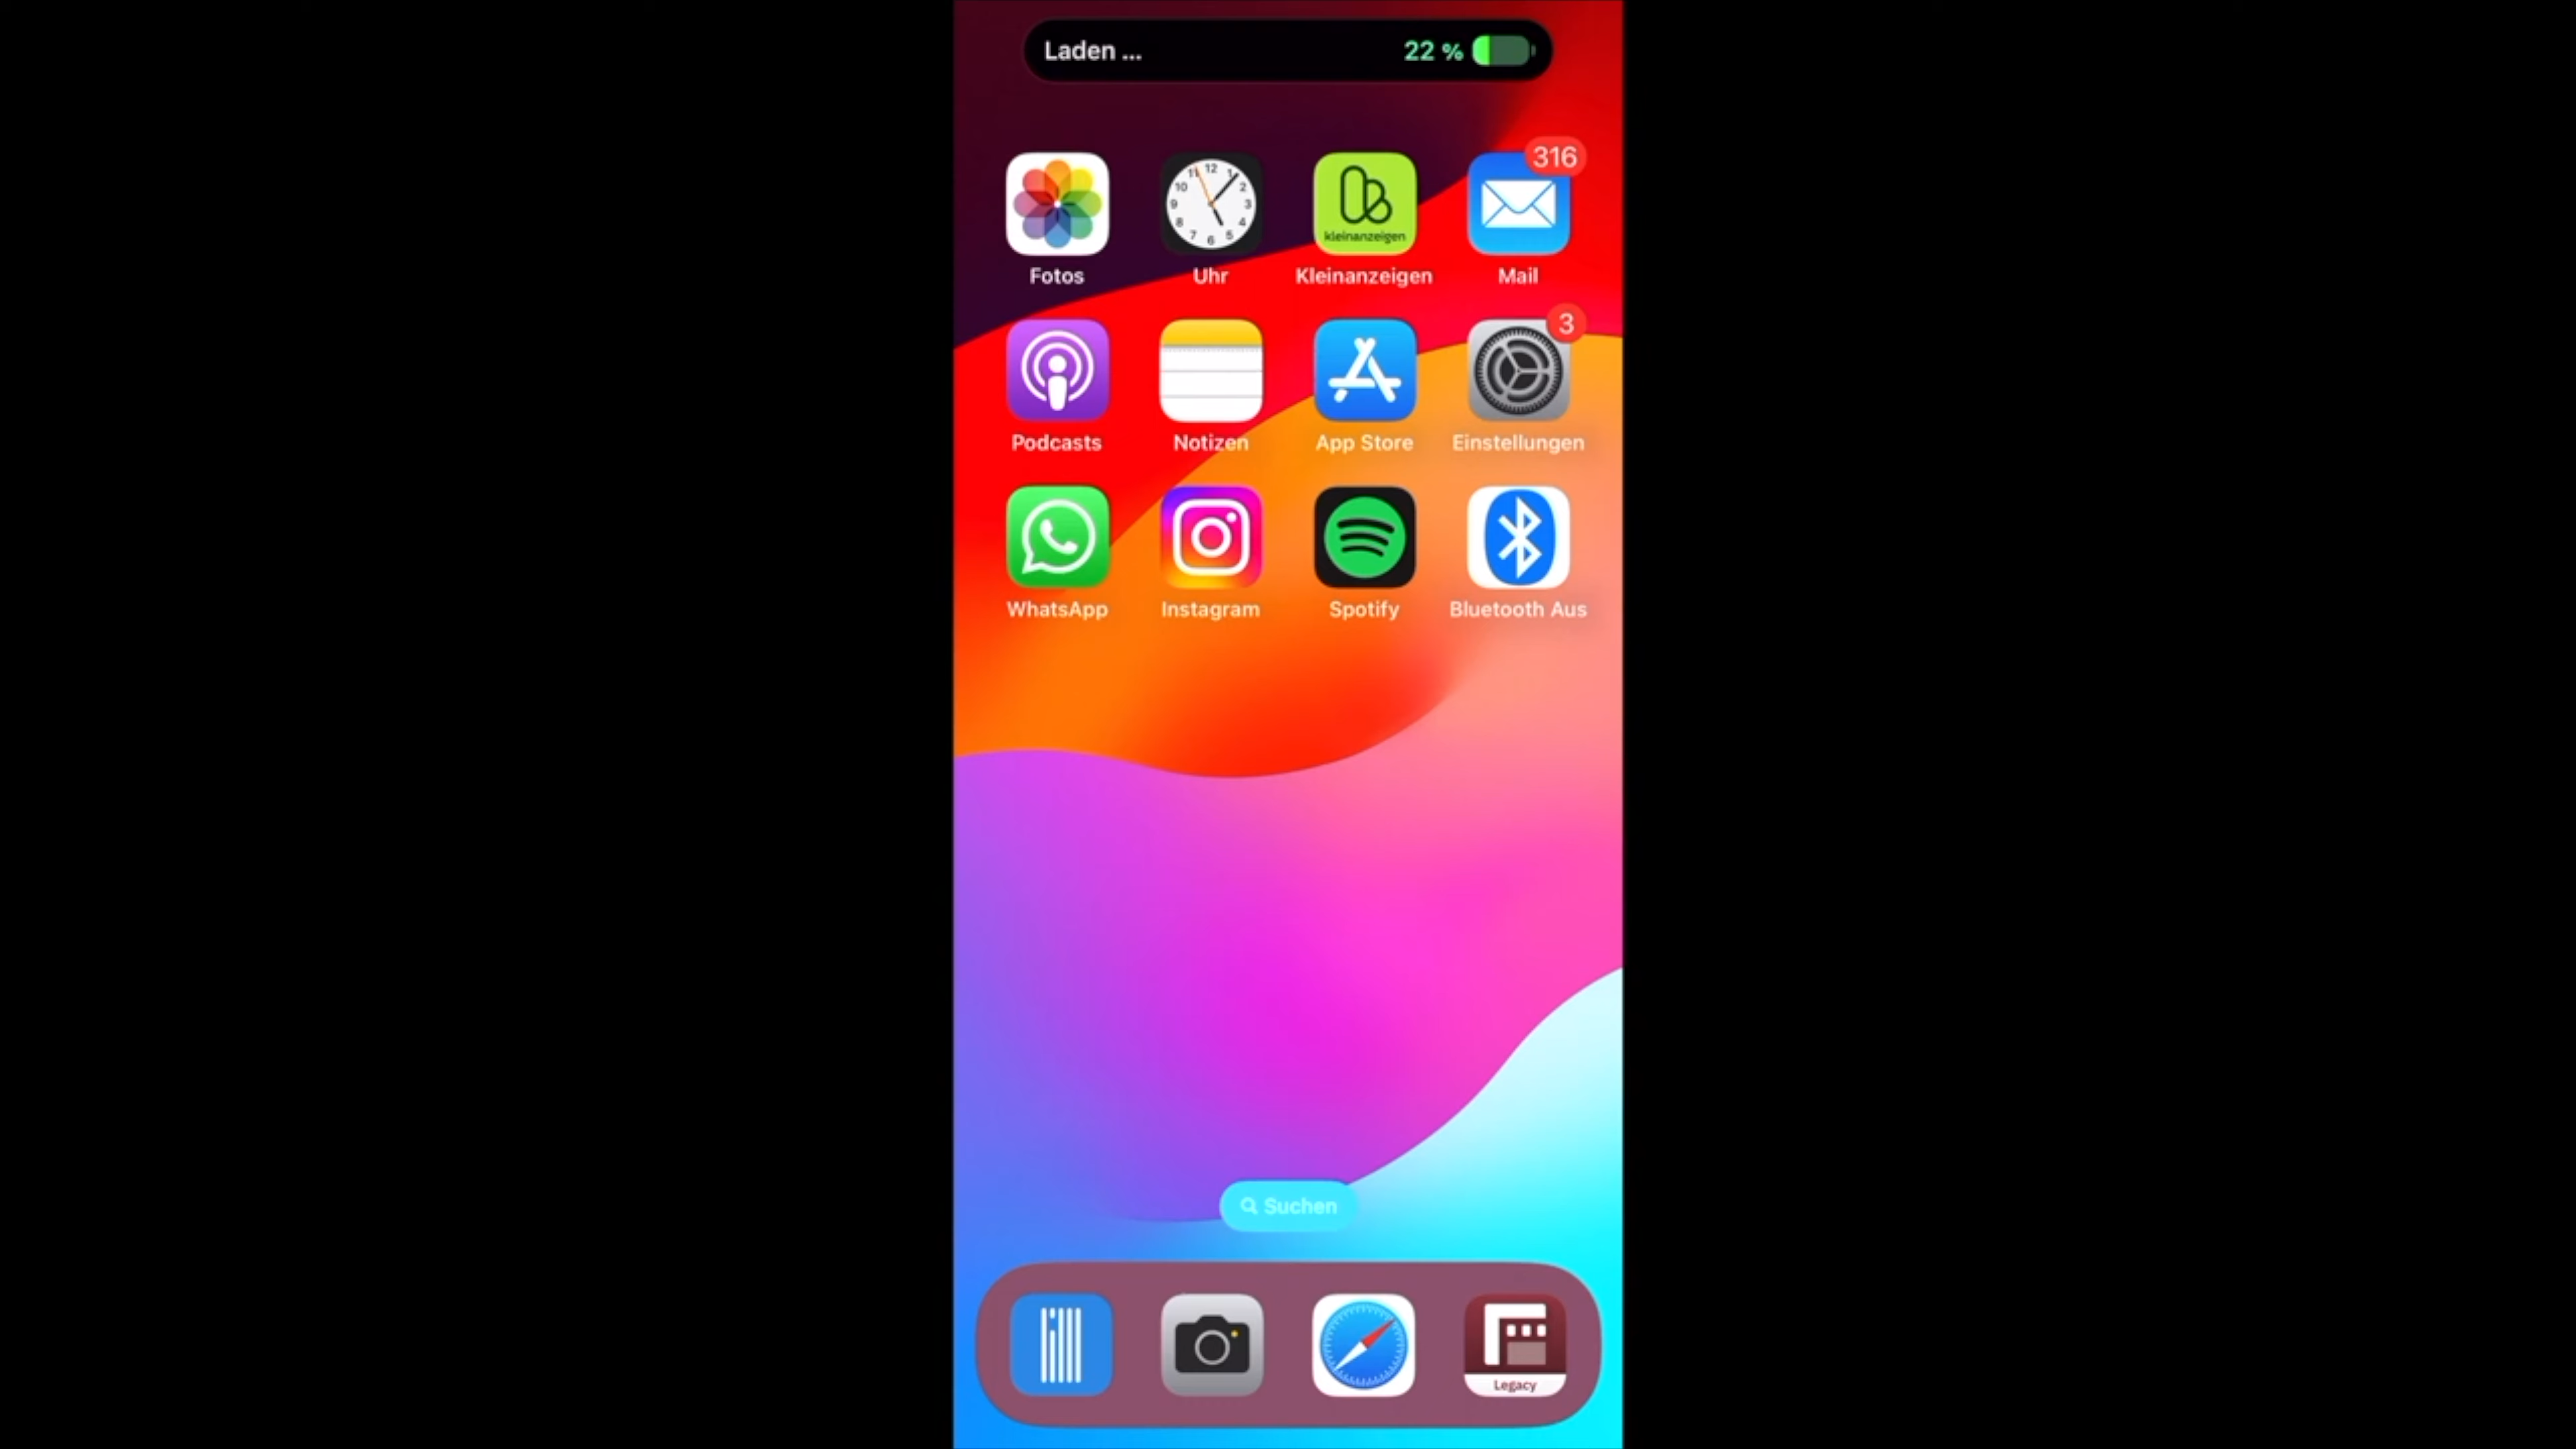 Laden ... 22 %
316
kleinanzeigen
Fotos Uhr Kleinanzeigen Mail
3
Podcasts Notizen App Store Einstellungen
WhatsApp Instagram Spotify Bluetooth Aus
Suchen
Legacy